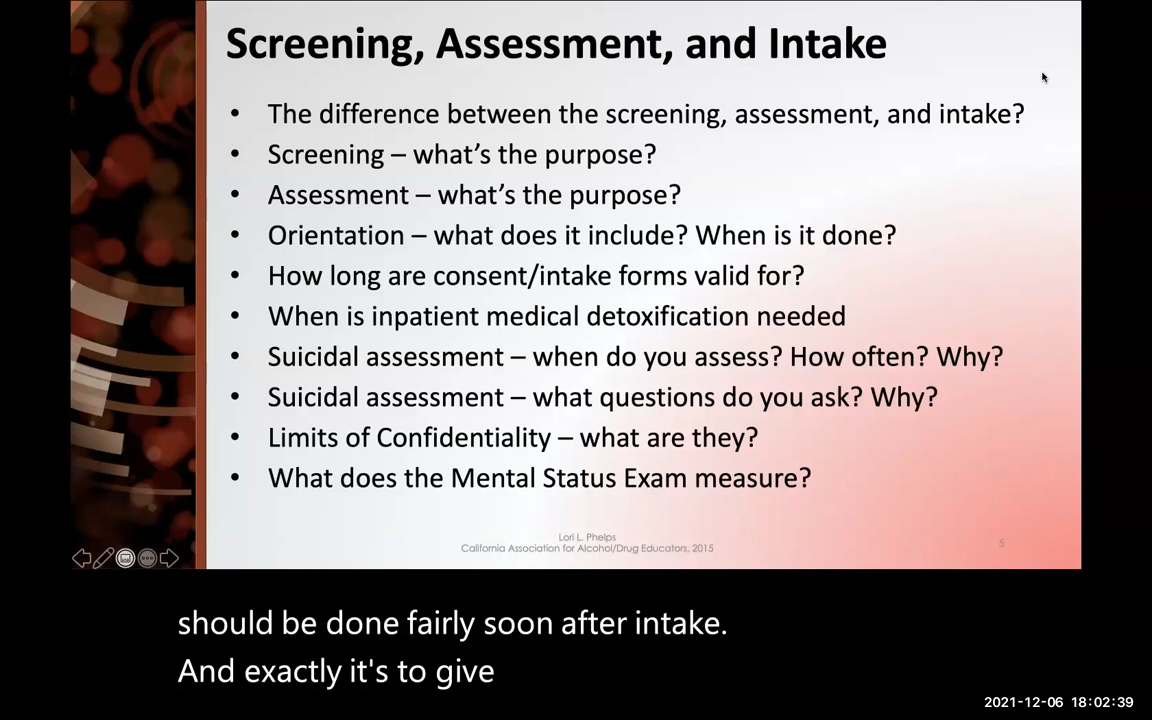 Screening, Assessment, and Intake
• The difference between the screening, assessment, and intake?
• Screening – what's the purpose?
• Assessment – what's the purpose?
• Orientation – what does it include? When is it done?
• How long are consent/intake forms valid for?
• When is inpatient medical detoxification needed
• Suicidal assessment – when do you assess? How often? Why?
• Suicidal assessment – what questions do you ask? Why?
• Limits of Confidentiality – what are they?
• What does the Mental Status Exam measure?
Lori L. Phelps
California Association for Alcohol/Drug Educators, 2015
5
should be done fairly soon after intake.
And exactly it's to give
2021-12-06 18:02:39